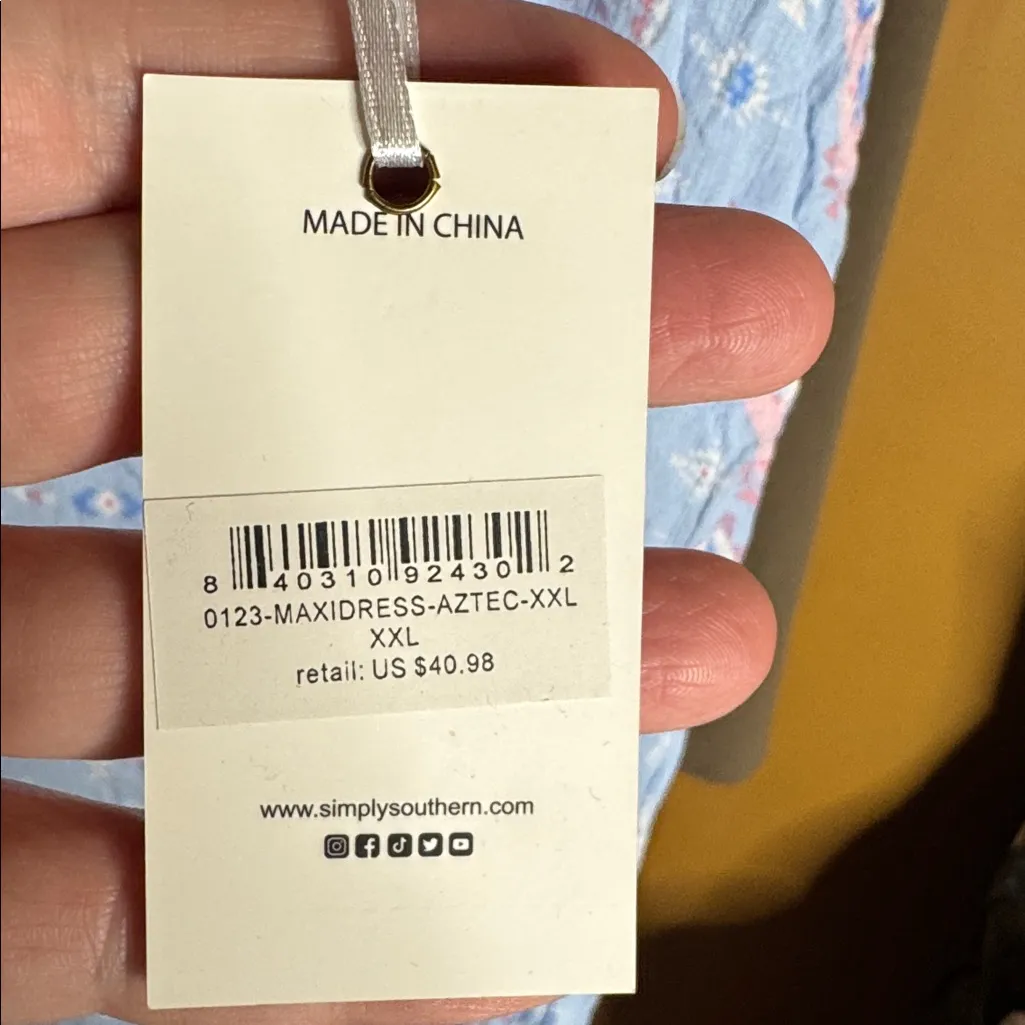 MADE IN CHINA
8 40310 92430 2
0123-MAXIDRESS-AZTEC-XXL
XXL
retail: US $40.98
www.simplysouthern.com